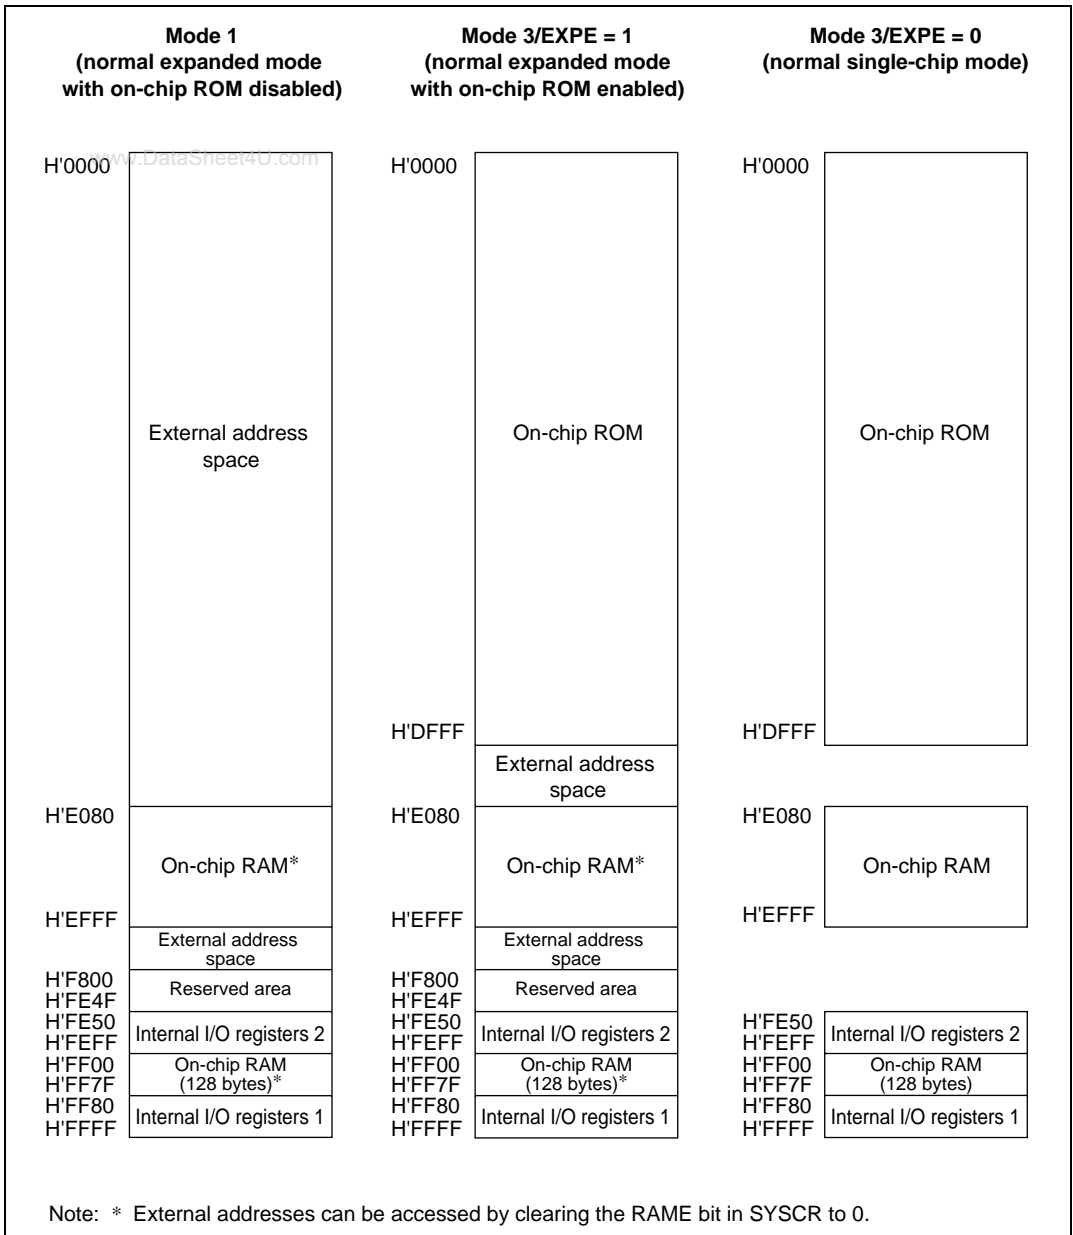 Mode 1
(normal expanded mode
with on-chip ROM disabled)
Mode 3/EXPE = 1
(normal expanded mode
with on-chip ROM enabled)
Mode 3/EXPE = 0
(normal single-chip mode)
www.DataSheet4U.com
H'0000
External address
space
H'E080
On-chip RAM*
H'EFFF
External address
space
H'F800
Reserved area
H'FE4F
H'FE50
Internal I/O registers 2
H'FEFF
H'FF00
On-chip RAM
(128 bytes)*
H'FF7F
H'FF80
Internal I/O registers 1
H'FFFF
H'0000
On-chip ROM
H'DFFF
External address
space
H'E080
On-chip RAM*
H'EFFF
External address
space
H'F800
Reserved area
H'FE4F
H'FE50
Internal I/O registers 2
H'FEFF
H'FF00
On-chip RAM
(128 bytes)*
H'FF7F
H'FF80
Internal I/O registers 1
H'FFFF
H'0000
On-chip ROM
H'DFFF
H'E080
On-chip RAM
H'EFFF
H'FE50
Internal I/O registers 2
H'FEFF
H'FF00
On-chip RAM
(128 bytes)
H'FF7F
H'FF80
Internal I/O registers 1
H'FFFF
Note: * External addresses can be accessed by clearing the RAME bit in SYSCR to 0.